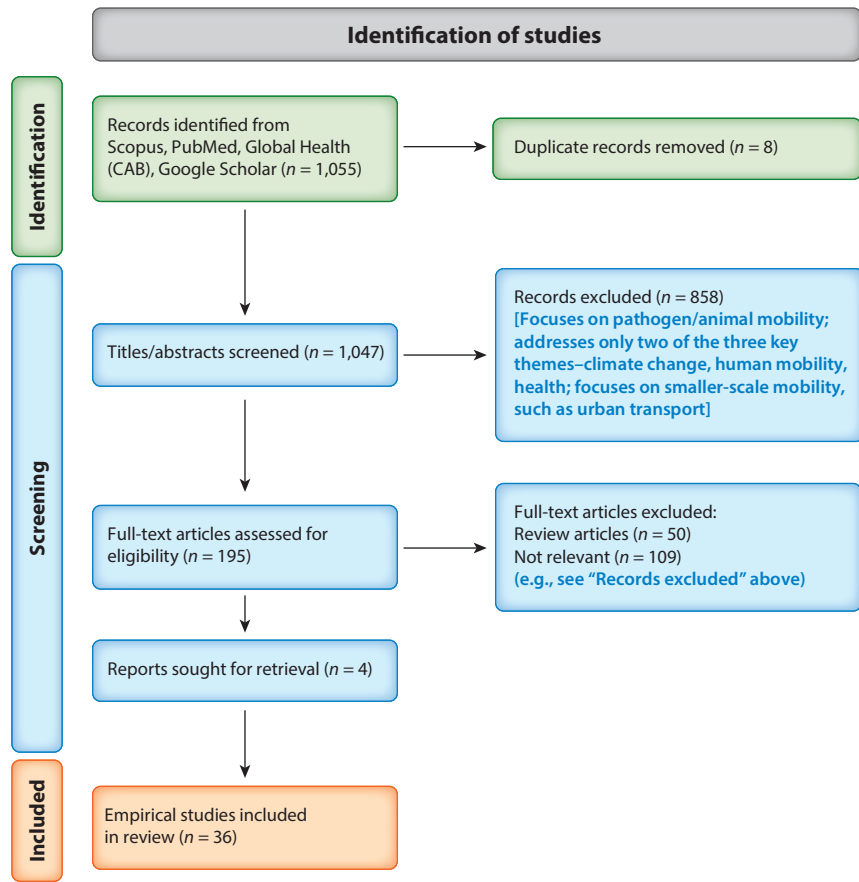 Identification of studies
Identification
Records identified from
Scopus, PubMed, Global Health
(CAB), Google Scholar (n = 1,055)
Duplicate records removed (n = 8)
Screening
Titles/abstracts screened (n = 1,047)
Records excluded (n = 858)
[Focuses on pathogen/animal mobility;
addresses only two of the three key
themes–climate change, human mobility,
health; focuses on smaller-scale mobility,
such as urban transport]
Full-text articles assessed for
eligibility (n = 195)
Full-text articles excluded:
Review articles (n = 50)
Not relevant (n = 109)
(e.g., see “Records excluded” above)
Reports sought for retrieval (n = 4)
Included
Empirical studies included
in review (n = 36)